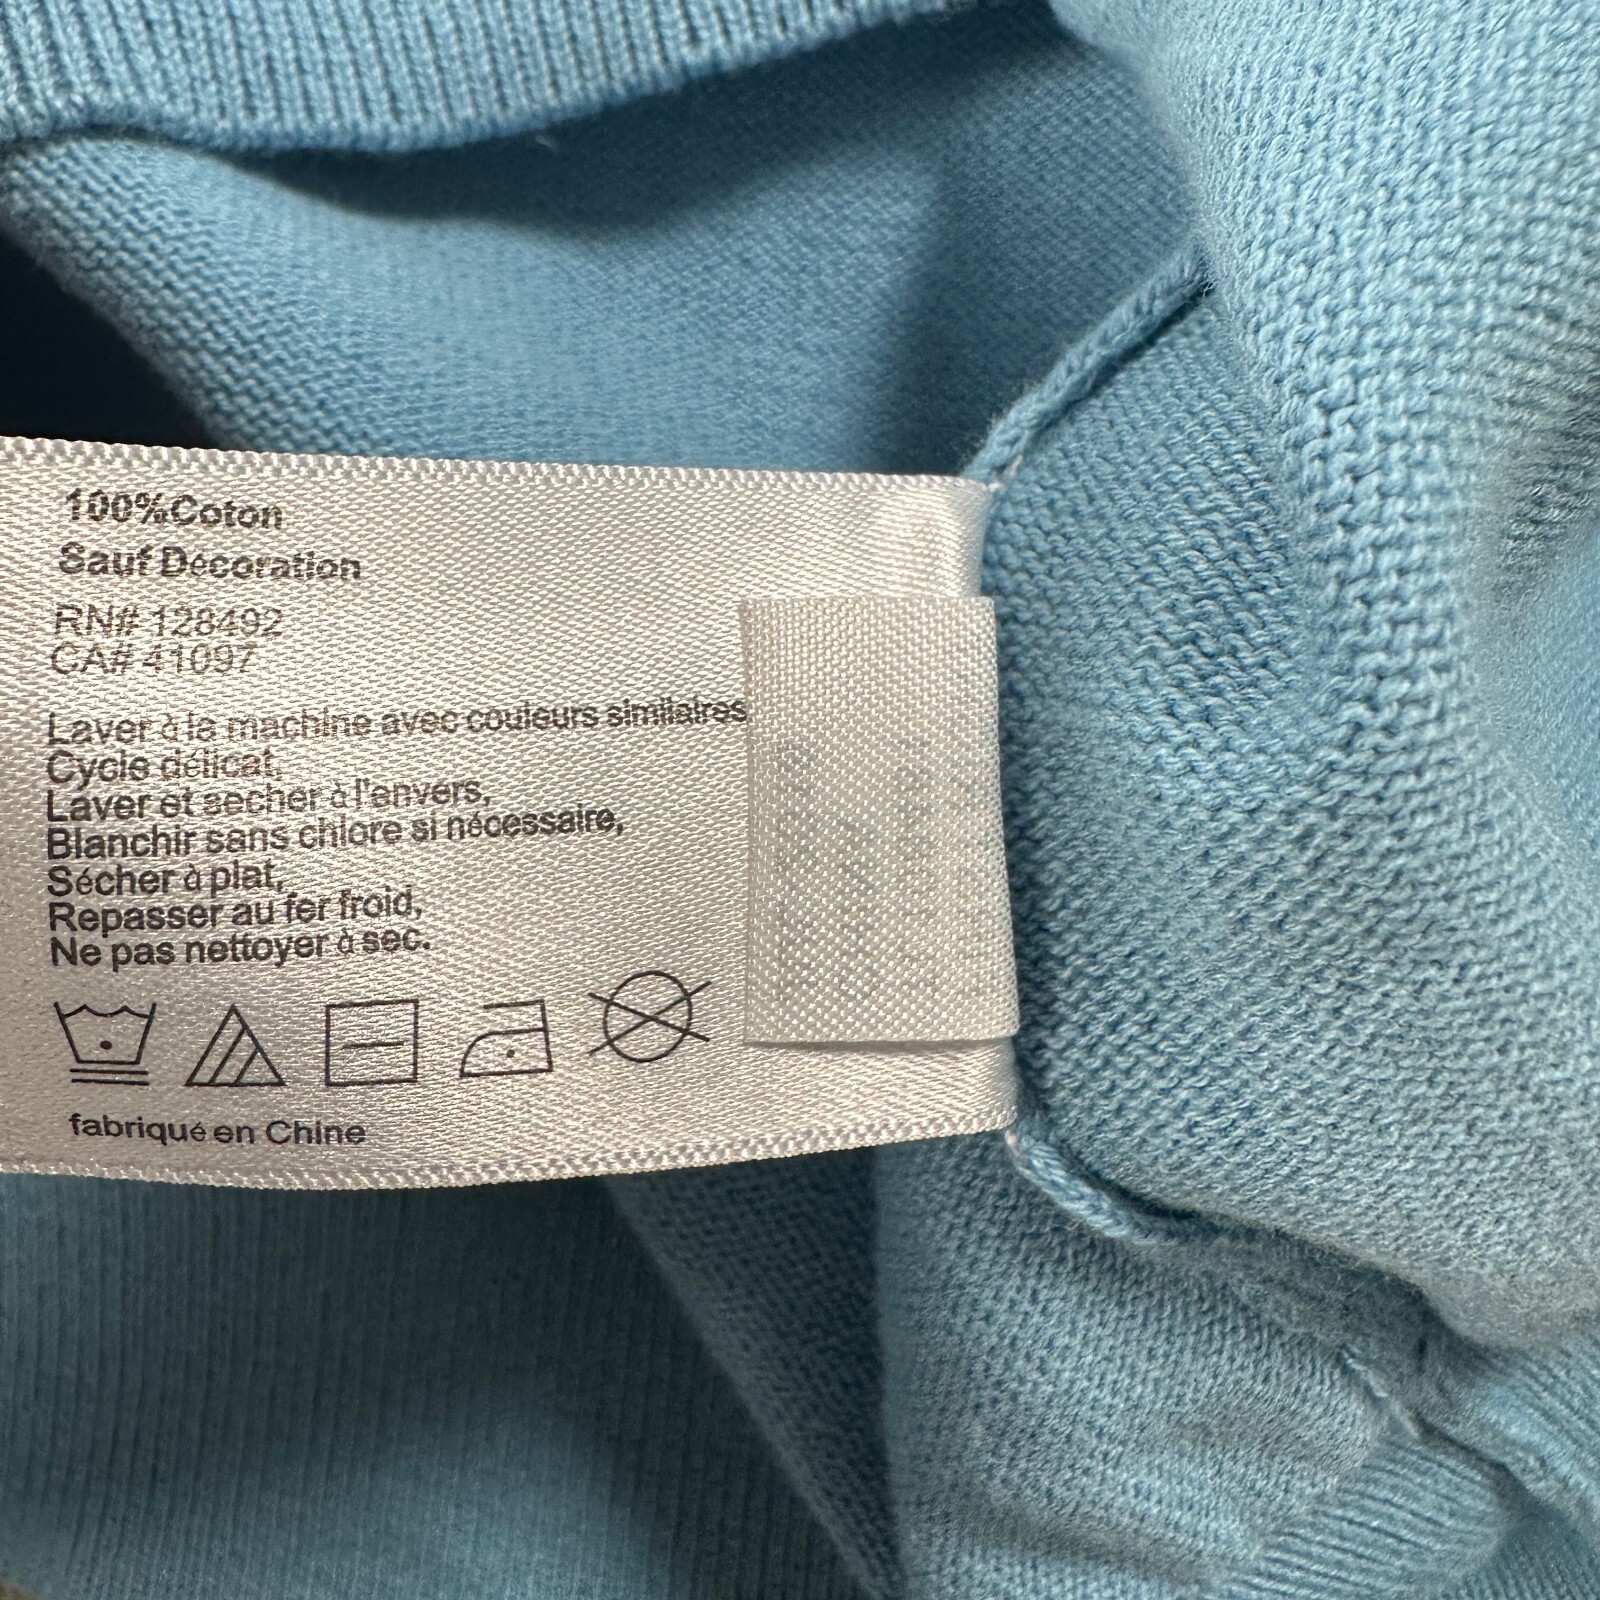 100%Coton
Sauf Décoration
RN# 128492
CA# 41097
Laver à la machine avec couleurs similaires
Cycle délicat,
Laver et secher à l'envers,
Blanchir sans chlore si nécessaire,
Sécher à plat,
Repasser au fer froid,
Ne pas nettoyer à sec.
fabriqué en Chine